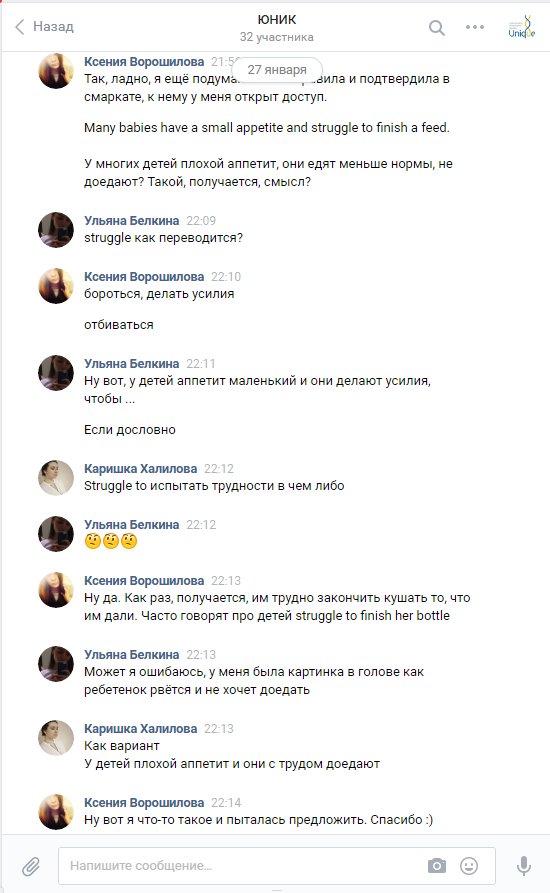 Назад
ЮНИК
32 участника
Unique
27 января
Ксения Ворошилова
Так, ладно, я ещё подума
равила и подтвердила в
смаркате, к нему у меня открыт доступ.
Many babies have a small appetite and struggle to finish a feed.
У многих детей плохой аппетит, они едят меньше нормы, не
доедают? Такой, получается, смысл?
Ульяна Белкина 22:09
struggle как переводится?
Ксения Ворошилова 22:10
бороться, делать усилия
отбиваться
Ульяна Белкина 22:11
Ну вот, у детей аппетит маленький и они делают усилия,
чтобы ...
Если дословно
Каришка Халилова 22:12
Struggle to испытать трудности в чем либо
Ульяна Белкина 22:12
Ксения Ворошилова 22:13
Ну да. Как раз, получается, им трудно закончить кушать то, что
им дали. Часто говорят про детей struggle to finish her bottle
Ульяна Белкина 22:13
Может я ошибаюсь, у меня была картинка в голове как
ребетенок рвётся и не хочет доедать
Каришка Халилова 22:13
Как вариант
У детей плохой аппетит и они с трудом доедают
Ксения Ворошилова 22:14
Ну вот я что-то такое и пыталась предложить. Спасибо :)
Напишите сообщение...